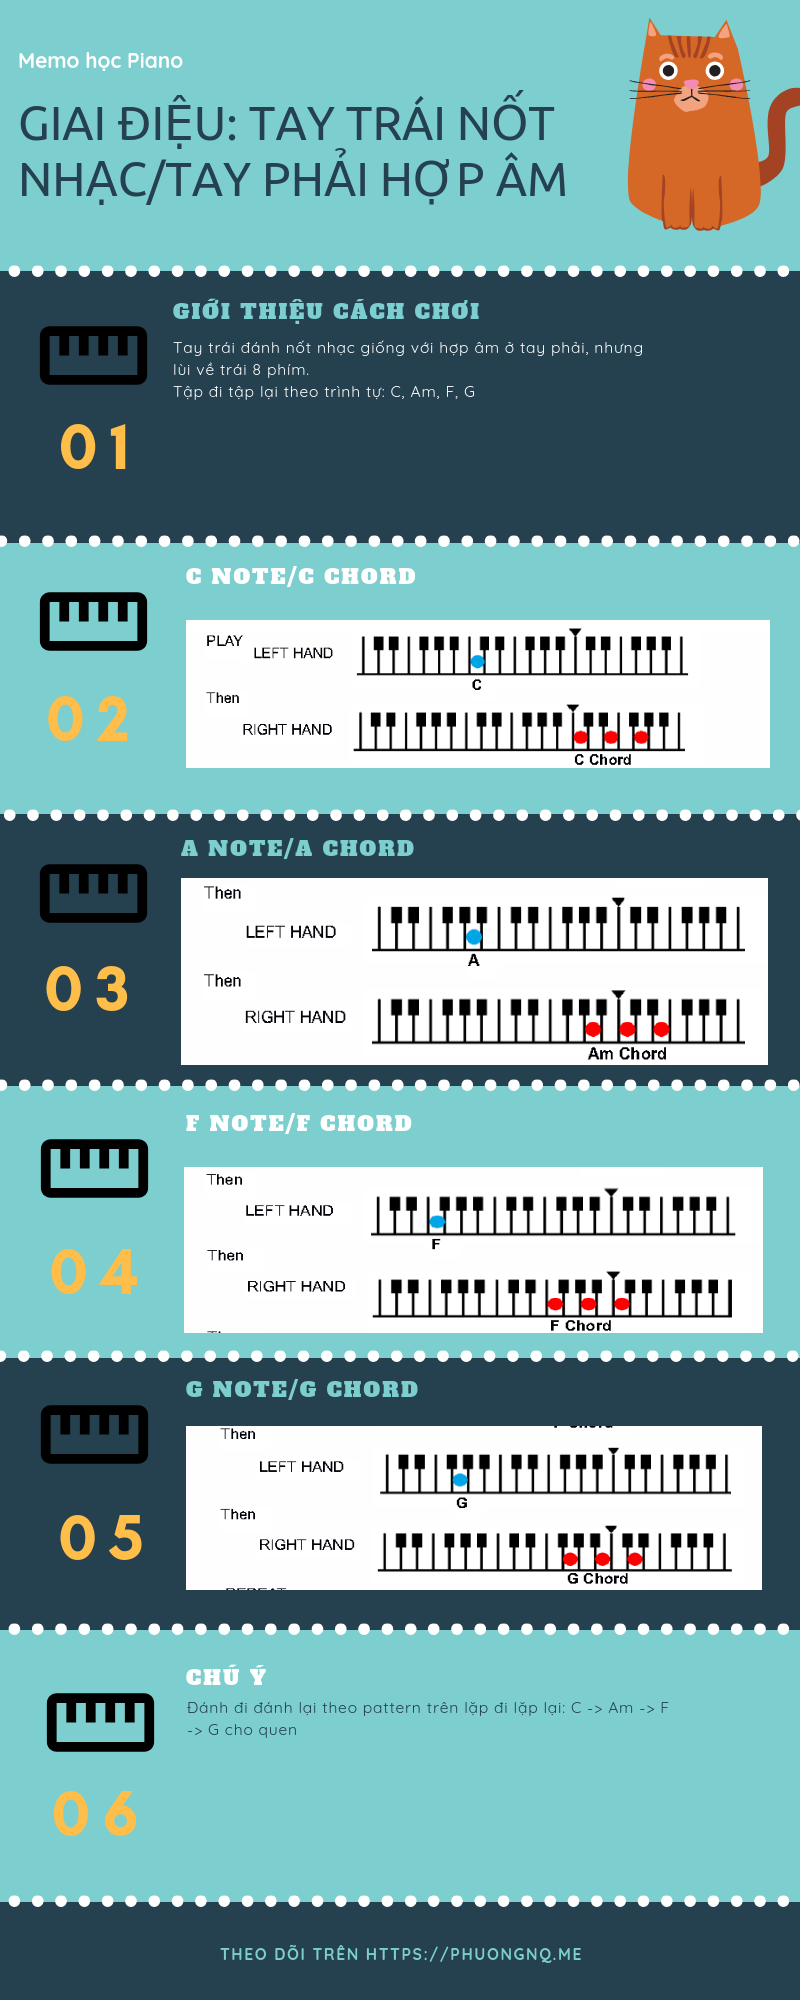 Memo học Piano
GIAI ĐIỆU: TAY TRÁI NỐT
NHẠC/TAY PHẢI HỢP ÂM
GIỚI THIỆU CÁCH CHƠI
Tay trái đánh nốt nhạc giống với hợp âm ở tay phải, nhưng
lùi về trái 8 phím.
Tập đi tập lại theo trình tự: C, Am, F, G
01
C NOTE/C CHORD
PLAY
LEFT HAND
C
Then
RIGHT HAND
C Chord
02
A NOTE/A CHORD
Then
LEFT HAND
A
Then
RIGHT HAND
Am Chord
03
F NOTE/F CHORD
Then
LEFT HAND
F
Then
RIGHT HAND
F Chord
04
G NOTE/G CHORD
Then
LEFT HAND
G
Then
RIGHT HAND
G Chord
05
CHÚ Ý
Đánh đi đánh lại theo pattern trên lặp đi lặp lại: C -> Am -> F
-> G cho quen
06
THEO DÕI TRÊN HTTPS://PHUONGNQ.ME